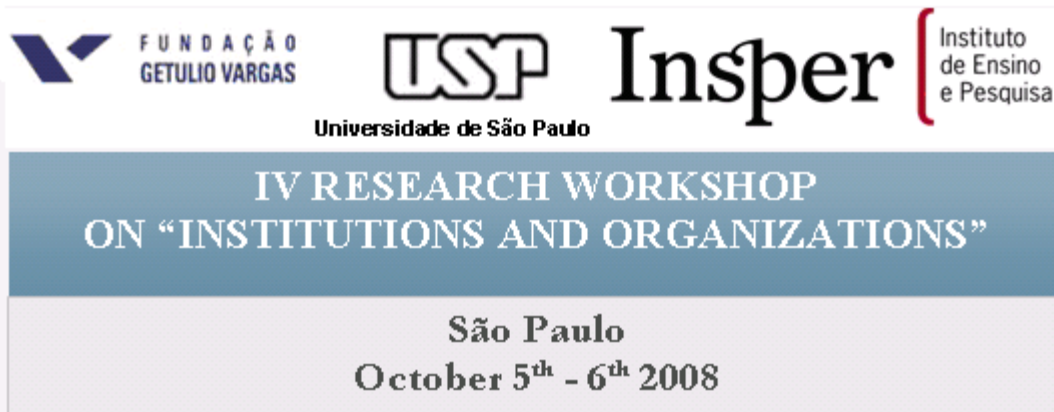 FUNDAÇÃO
GETULIO VARGAS
USP
Universidade de São Paulo
Insper
Instituto
de Ensino
e Pesquisa
IV RESEARCH WORKSHOP
ON “INSTITUTIONS AND ORGANIZATIONS”
São Paulo
October 5th - 6th 2008